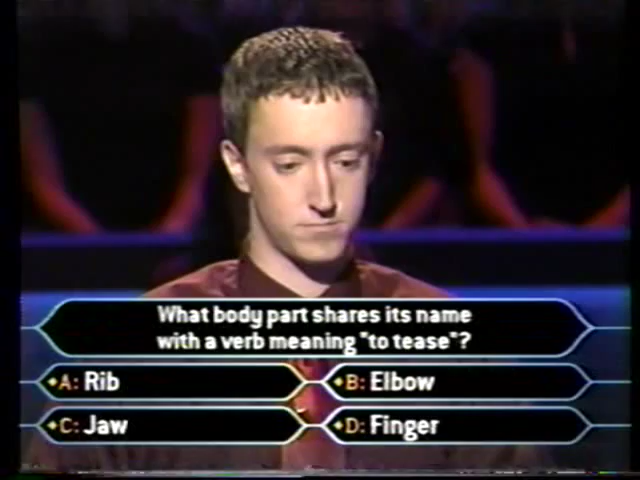 What body part shares its name
with a verb meaning "to tease"?
A: Rib
B: Elbow
C: Jaw
D: Finger